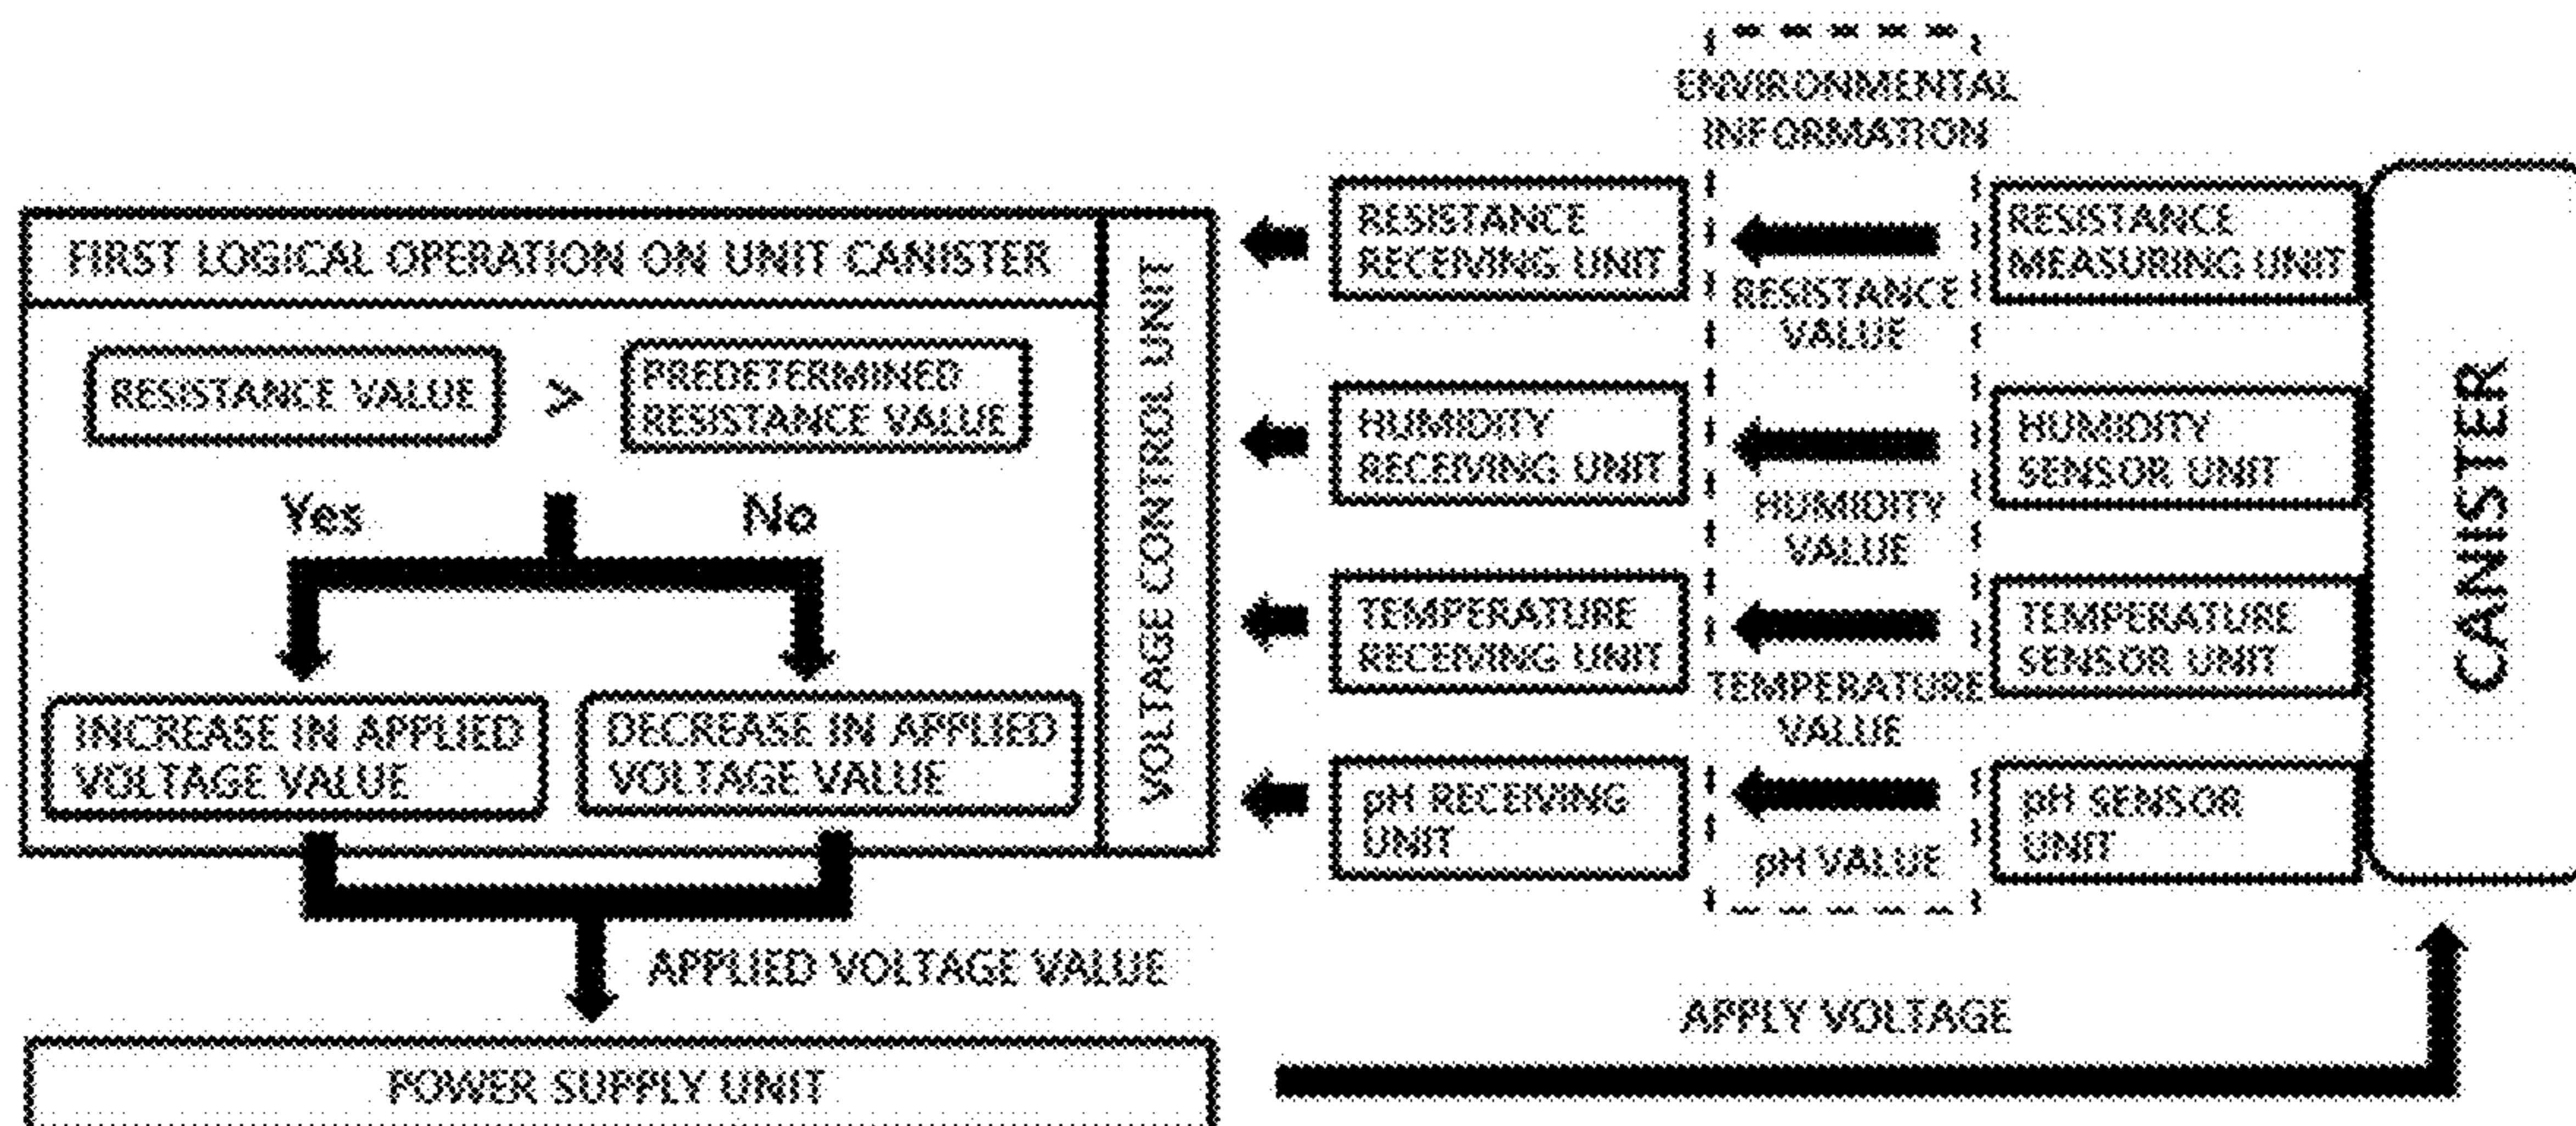 ENVIRONMENTAL
INFORMATION
FIRST LOGICAL OPERATION ON UNIT CANISTER
RESISTANCE VALUE
>
PREDETERMINED
RESISTANCE VALUE
Yes
No
INCREASE IN APPLIED
VOLTAGE VALUE
DECREASE IN APPLIED
VOLTAGE VALUE
VOLTAGE CONTROL UNIT
RESISTANCE
RECEIVING UNIT
RESISTANCE
VALUE
RESISTANCE
MEASURING UNIT
HUMIDITY
RECEIVING UNIT
HUMIDITY
VALUE
HUMIDITY
SENSOR UNIT
TEMPERATURE
RECEIVING UNIT
TEMPERATURE
VALUE
TEMPERATURE
SENSOR UNIT
pH RECEIVING
UNIT
pH VALUE
pH SENSOR
UNIT
CANISTER
APPLIED VOLTAGE VALUE
APPLY VOLTAGE
POWER SUPPLY UNIT